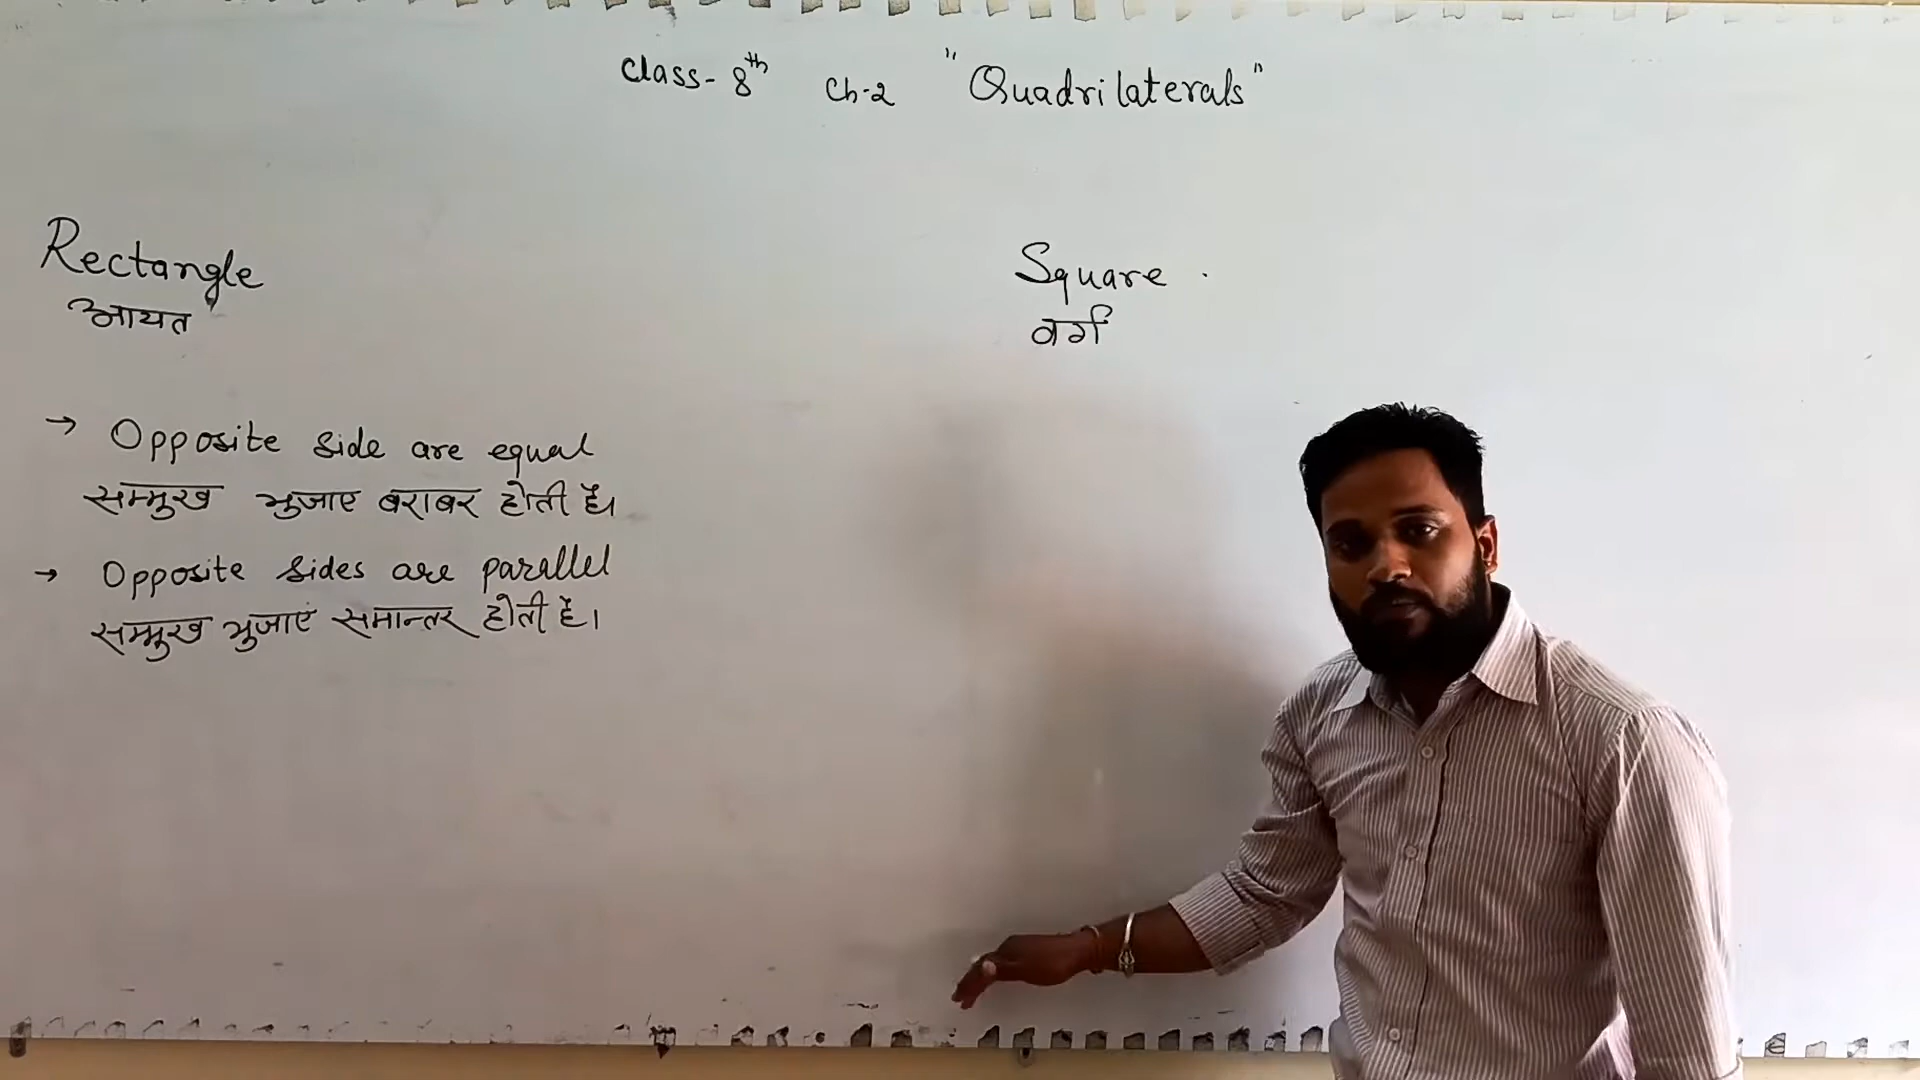 Class-8th Ch-2 "Quadrilaterals"
Rectangle
आयत
→ Opposite side are equal
सम्मुख भुजाए बराबर होती हैं।
→ Opposite sides are parallel
सम्मुख भुजाएं समान्तर होती हैं।
Square
वर्ग